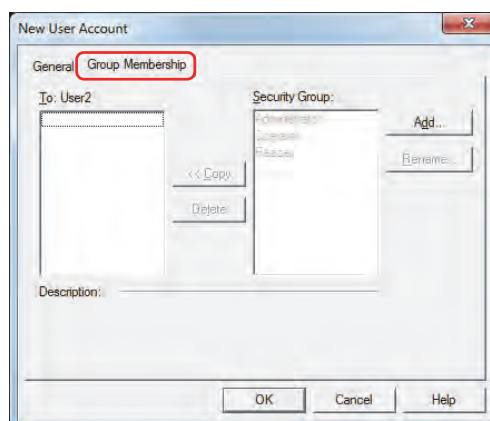 New User Account
General
Group Membership
To: User2
Security Group:
Administrator
Operator
Reader
Add...
Rename...
<< Copy
Delete
Description:
OK
Cancel
Help